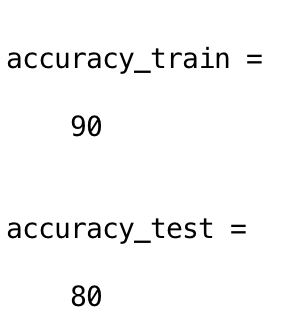 accuracy_train =
90
accuracy_test =
80